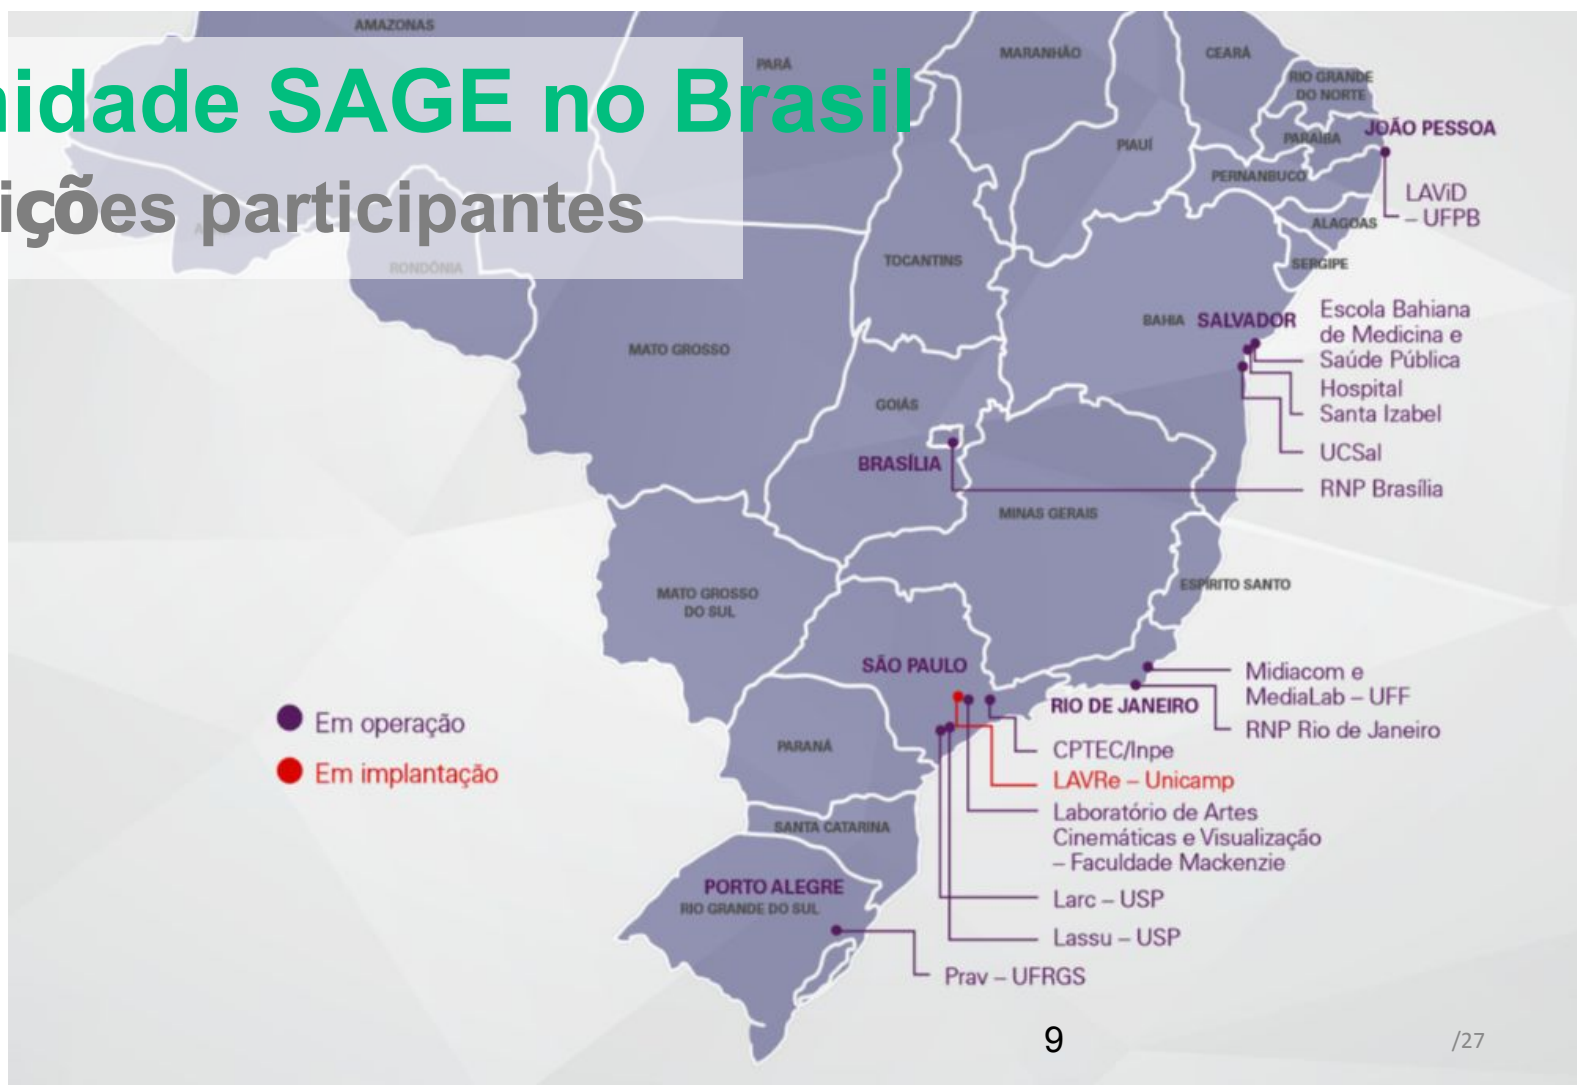 AMAZONAS
PARÁ
MARANHÃO
CEARÁ
RIO GRANDE
DO NORTE
nidade SAGE no Brasil
JOÃO PESSOA
PARAÍBA
PIAUÍ
PERNANBUCO
LAViD
– UFPB
ições participantes
ALAGOAS
SERGIPE
TOCANTINS
RONDÔNIA
BAHIA SALVADOR
Escola Bahiana
de Medicina e
Saúde Pública
Hospital
Santa Izabel
UCSal
RNP Brasília
MATO GROSSO
GOIÁS
BRASÍLIA
MINAS GERAIS
ESPÍRITO SANTO
MATO GROSSO
DO SUL
SÃO PAULO
RIO DE JANEIRO
Midiacom e
MediaLab – UFF
RNP Rio de Janeiro
Em operação
Em implantação
PARANÁ
CPTEC/Inpe
LAVRe – Unicamp
Laboratório de Artes
Cinemáticas e Visualização
– Faculdade Mackenzie
Larc – USP
Lassu – USP
SANTA CATARINA
PORTO ALEGRE
RIO GRANDE DO SUL
Prav – UFRGS
9
/27